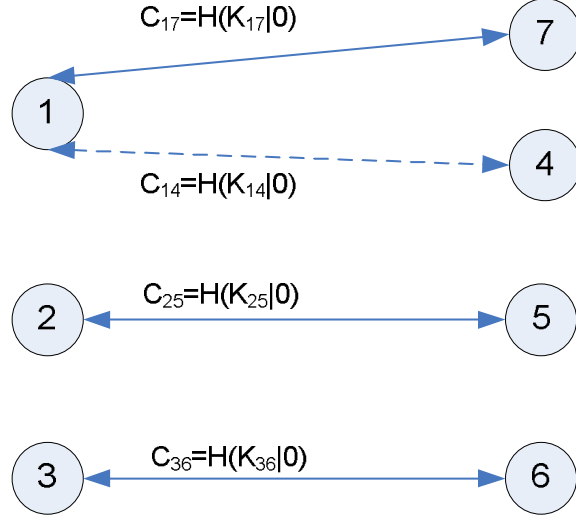 C₁₇=H(K₁₇|0)
7
1
4
C₁₄=H(K₁₄|0)
C₂₅=H(K₂₅|0)
2
5
C₃₆=H(K₃₆|0)
3
6